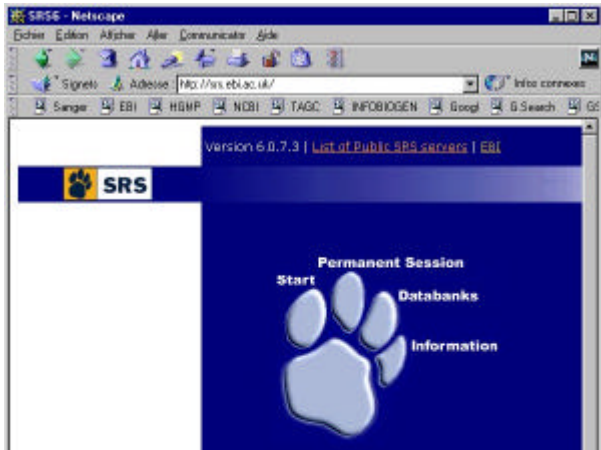 SRS6 - Netscape
Fichier Edition Afficher Aller Communicator Aide
Signets Adresse : http://srs.ebi.ac.uk/ Infos connexes
Sanger EBI HGMP NCBI TAGC INFOBIOGEN Googl G Search GS
Version 6.0.7.3 | List of Public SRS servers | EBI
SRS
Permanent Session
Start
Databanks
Information